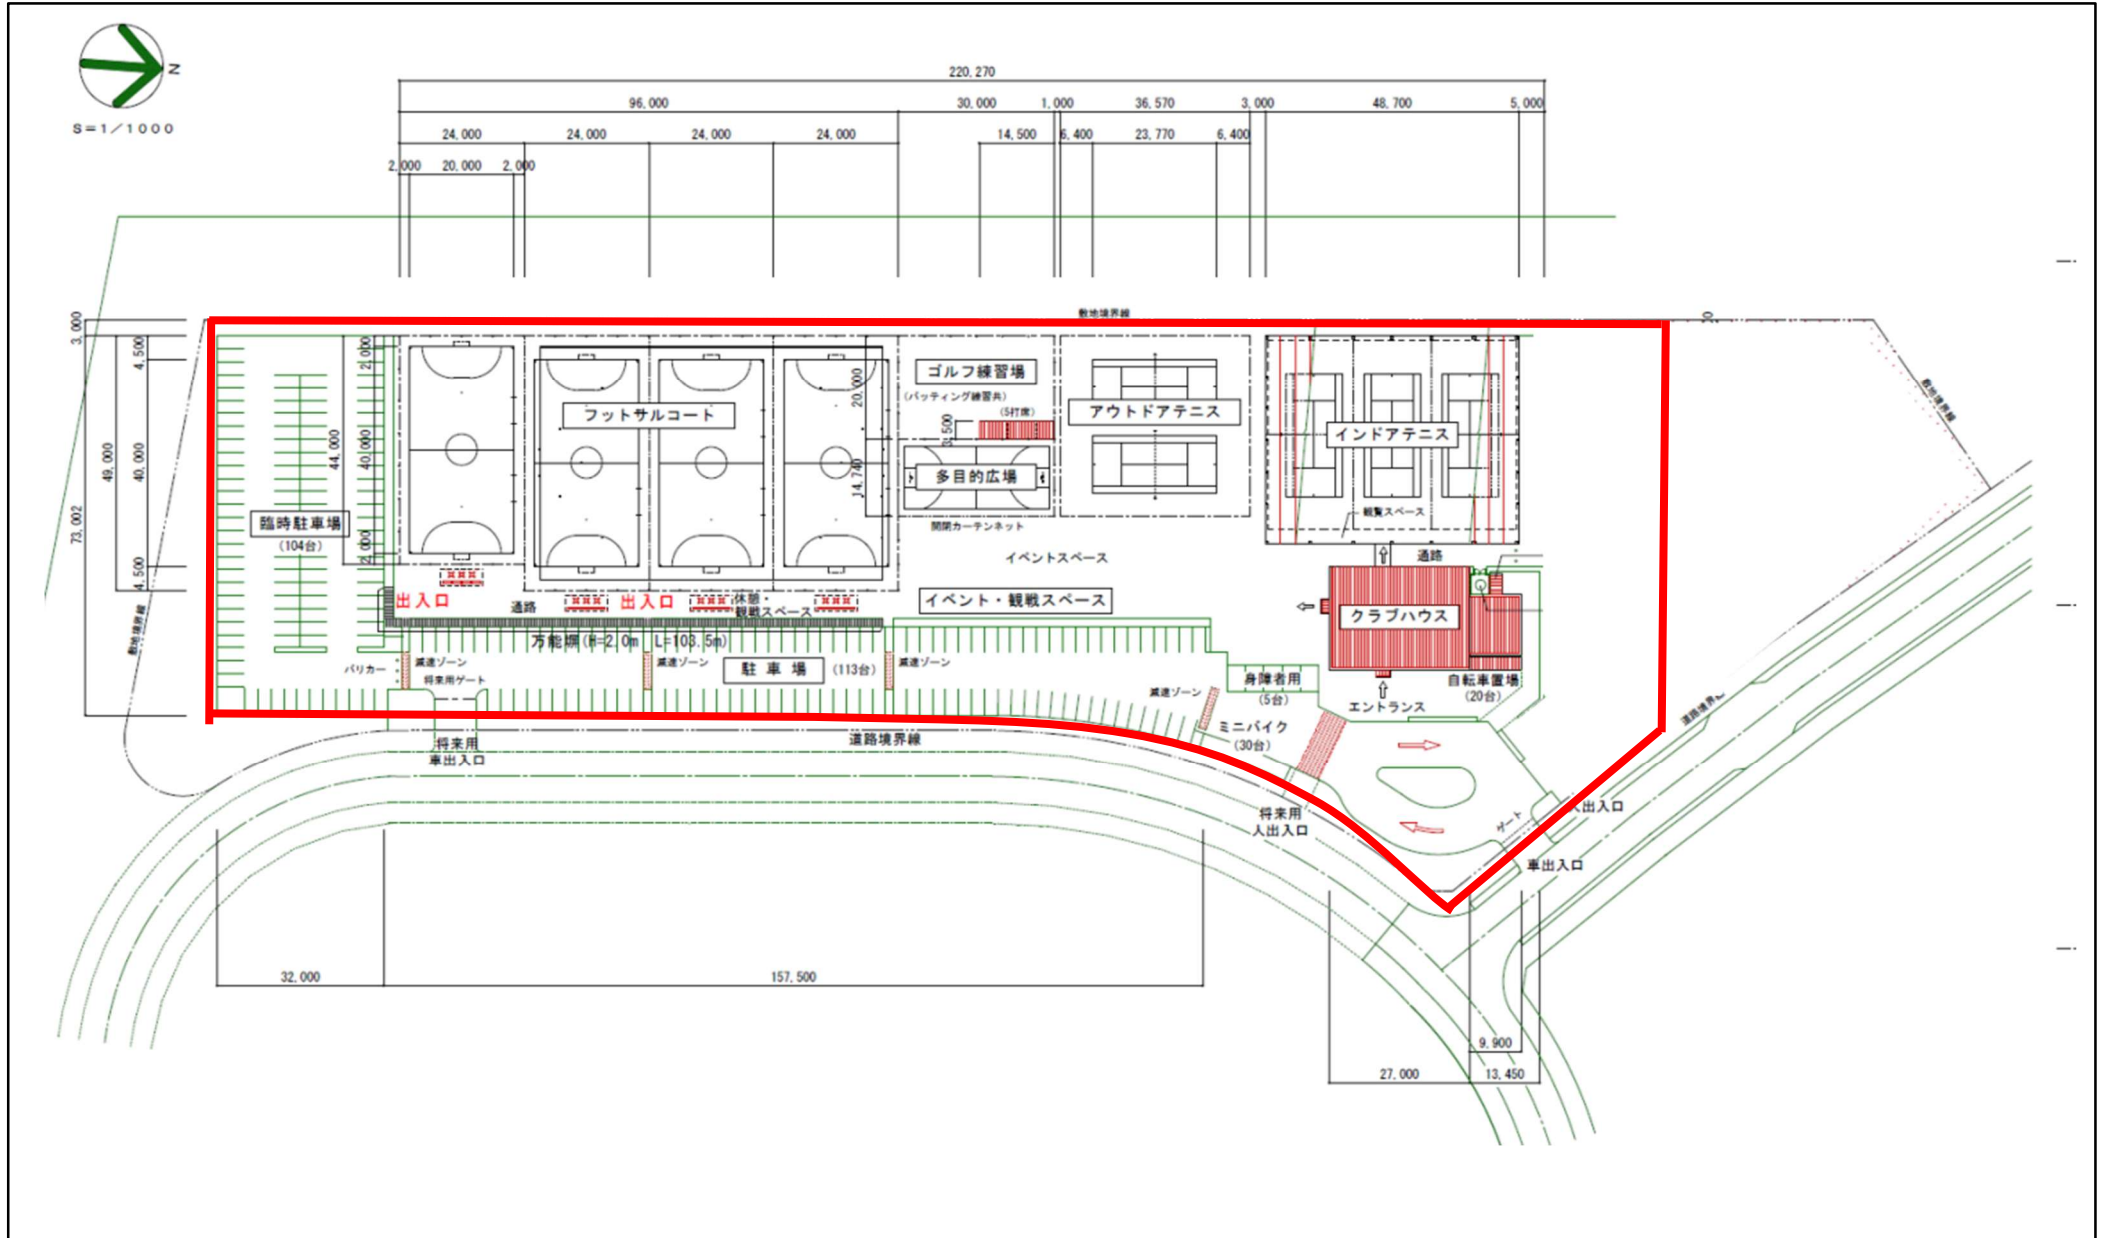 N
S=1/1000
220,270
96,000
30,000
1,000
36,570
3,000
48,700
5,000
24,000
24,000
24,000
24,000
14,500
6,400
23,770
6,400
2,000
20,000
2,000
敷地境界線
3,000
4,500
49,000
40,000
73,002
4,500
敷地境界線
敷地境界線
2,000
44,000
40,000
2,000
20,000
3,500
14,740
フットサルコート
ゴルフ練習場
(バッティング練習共)
(5打席)
多目的広場
開閉カーテンネット
アウトドアテニス
インドアテニス
観覧スペース
臨時駐車場
(104台)
イベントスペース
通路
出入口
通路
出入口
休憩・
観戦スペース
イベント・観戦スペース
クラブハウス
万能塀(H=2.0m L=103.5m)
バリカー
減速ゾーン
減速ゾーン
駐車場
(113台)
減速ゾーン
将来用ゲート
減速ゾーン
身障者用
(5台)
自転車置場
(20台)
エントランス
ミニバイク
(30台)
将来用
車出入口
道路境界線
道路境界線
将来用
人出入口
ゲート
人出入口
車出入口
32,000
157,500
9,900
27,000
13,450